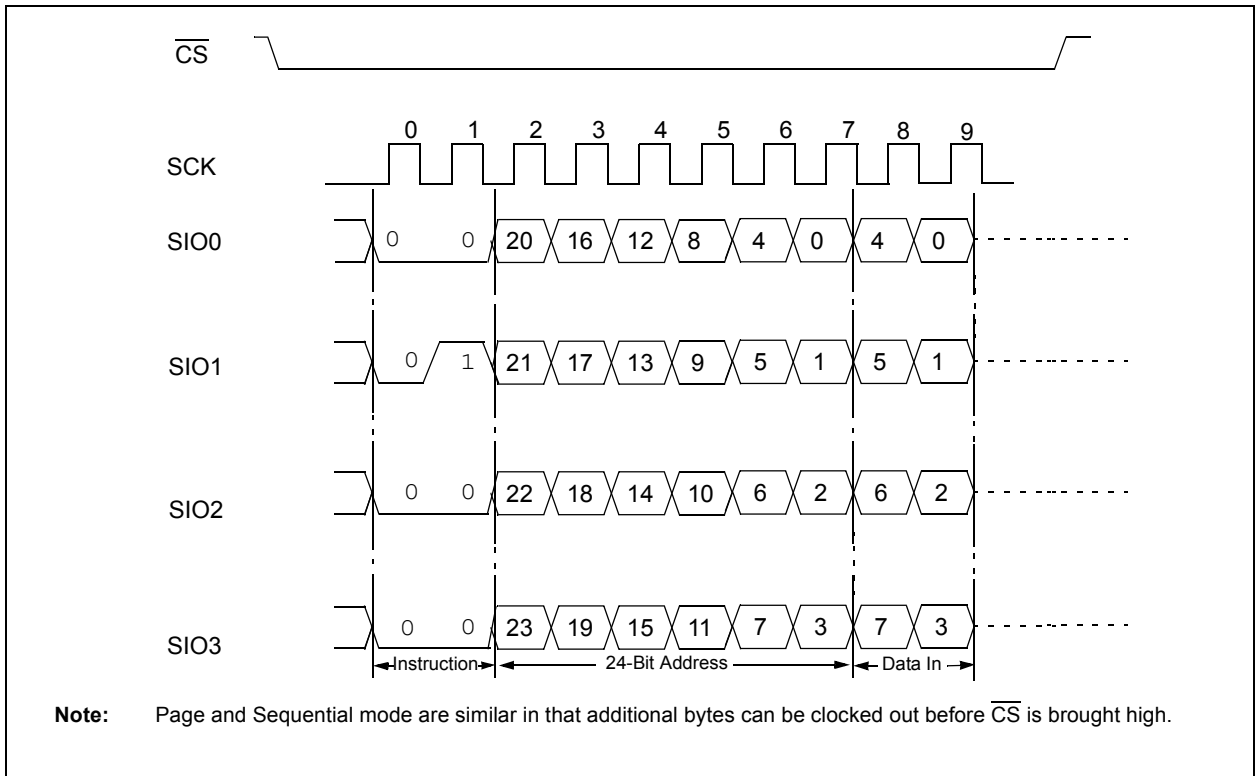 CS
0 1 2 3 4 5 6 7 8 9
SCK
SIO0 0 0 20 16 12 8 4 0 4 0
SIO1 0 1 21 17 13 9 5 1 5 1
SIO2 0 0 22 18 14 10 6 2 6 2
SIO3 0 0 23 19 15 11 7 3 7 3
Instruction 24-Bit Address Data In
Note: Page and Sequential mode are similar in that additional bytes can be clocked out before CS is brought high.